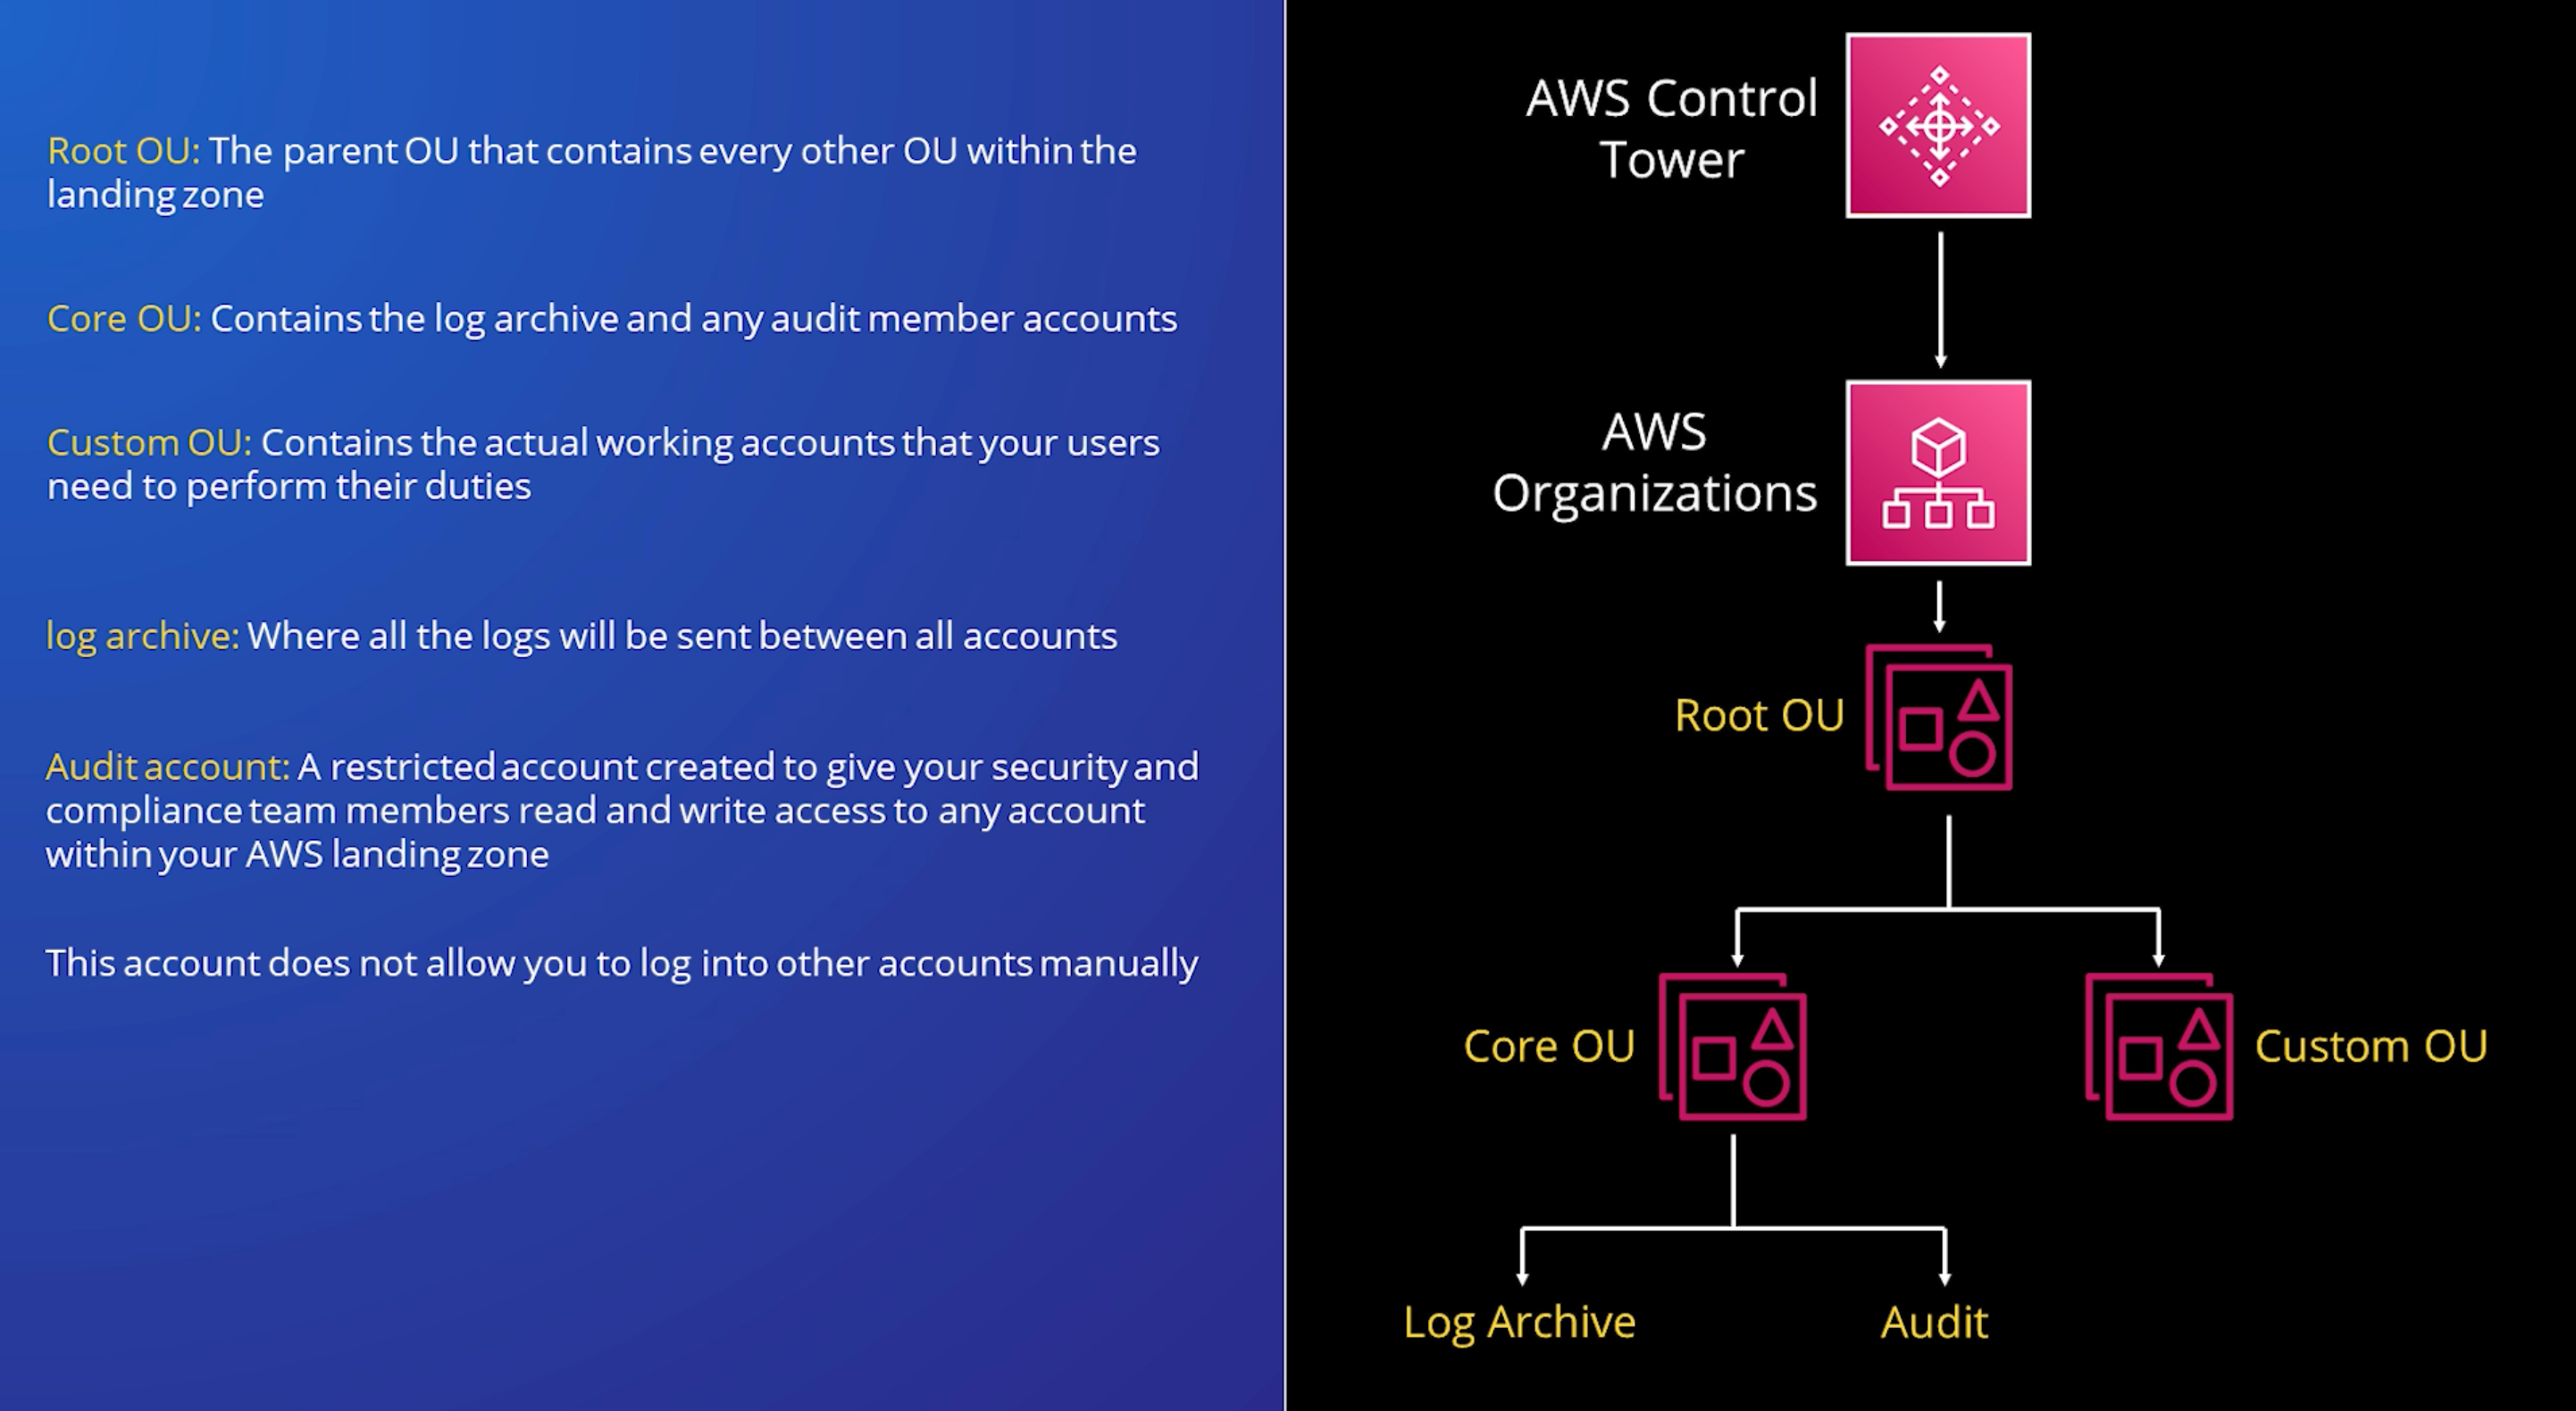 Root OU: The parent OU that contains every other OU within the
landing zone
Core OU: Contains the log archive and any audit member accounts
Custom OU: Contains the actual working accounts that your users
need to perform their duties
log archive: Where all the logs will be sent between all accounts
Audit account: A restricted account created to give your security and
compliance team members read and write access to any account
within your AWS landing zone
This account does not allow you to log into other accounts manually
AWS Control
Tower
AWS
Organizations
Root OU
Core OU
Custom OU
Log Archive
Audit